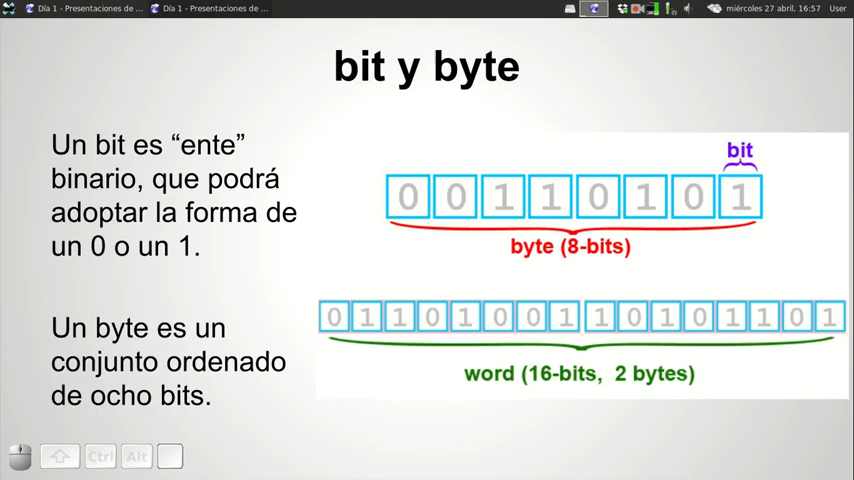 Día 1 - Presentaciones de ... Día 1 - Presentaciones de ... miércoles 27 abril, 16:57 User
bit y byte
Un bit es “ente”
binario, que podrá
adoptar la forma de
un 0 o un 1.
Un byte es un
conjunto ordenado
de ocho bits.
bit
0 0 1 1 0 1 0 1
byte (8-bits)
0 1 1 0 1 0 0 1 1 0 1 0 1 1 0 1
word (16-bits, 2 bytes)
Ctrl Alt